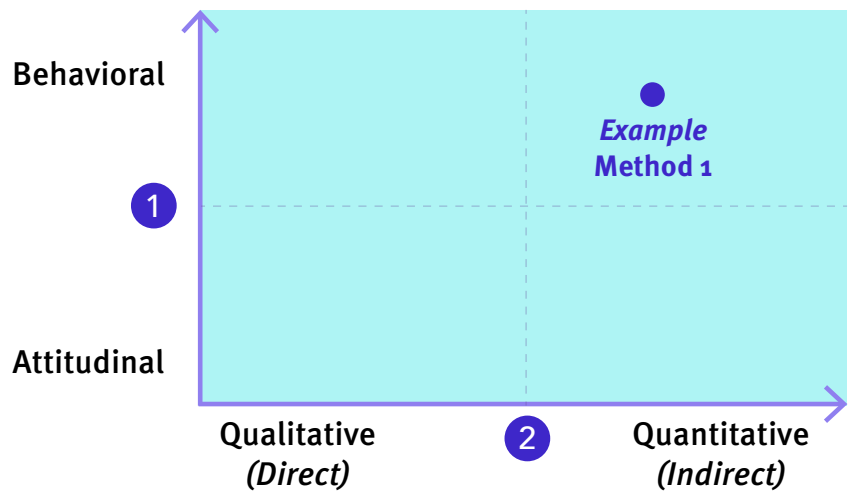 Behavioral
Example
Method 1
1
Attitudinal
Qualitative
(Direct)
2
Quantitative
(Indirect)